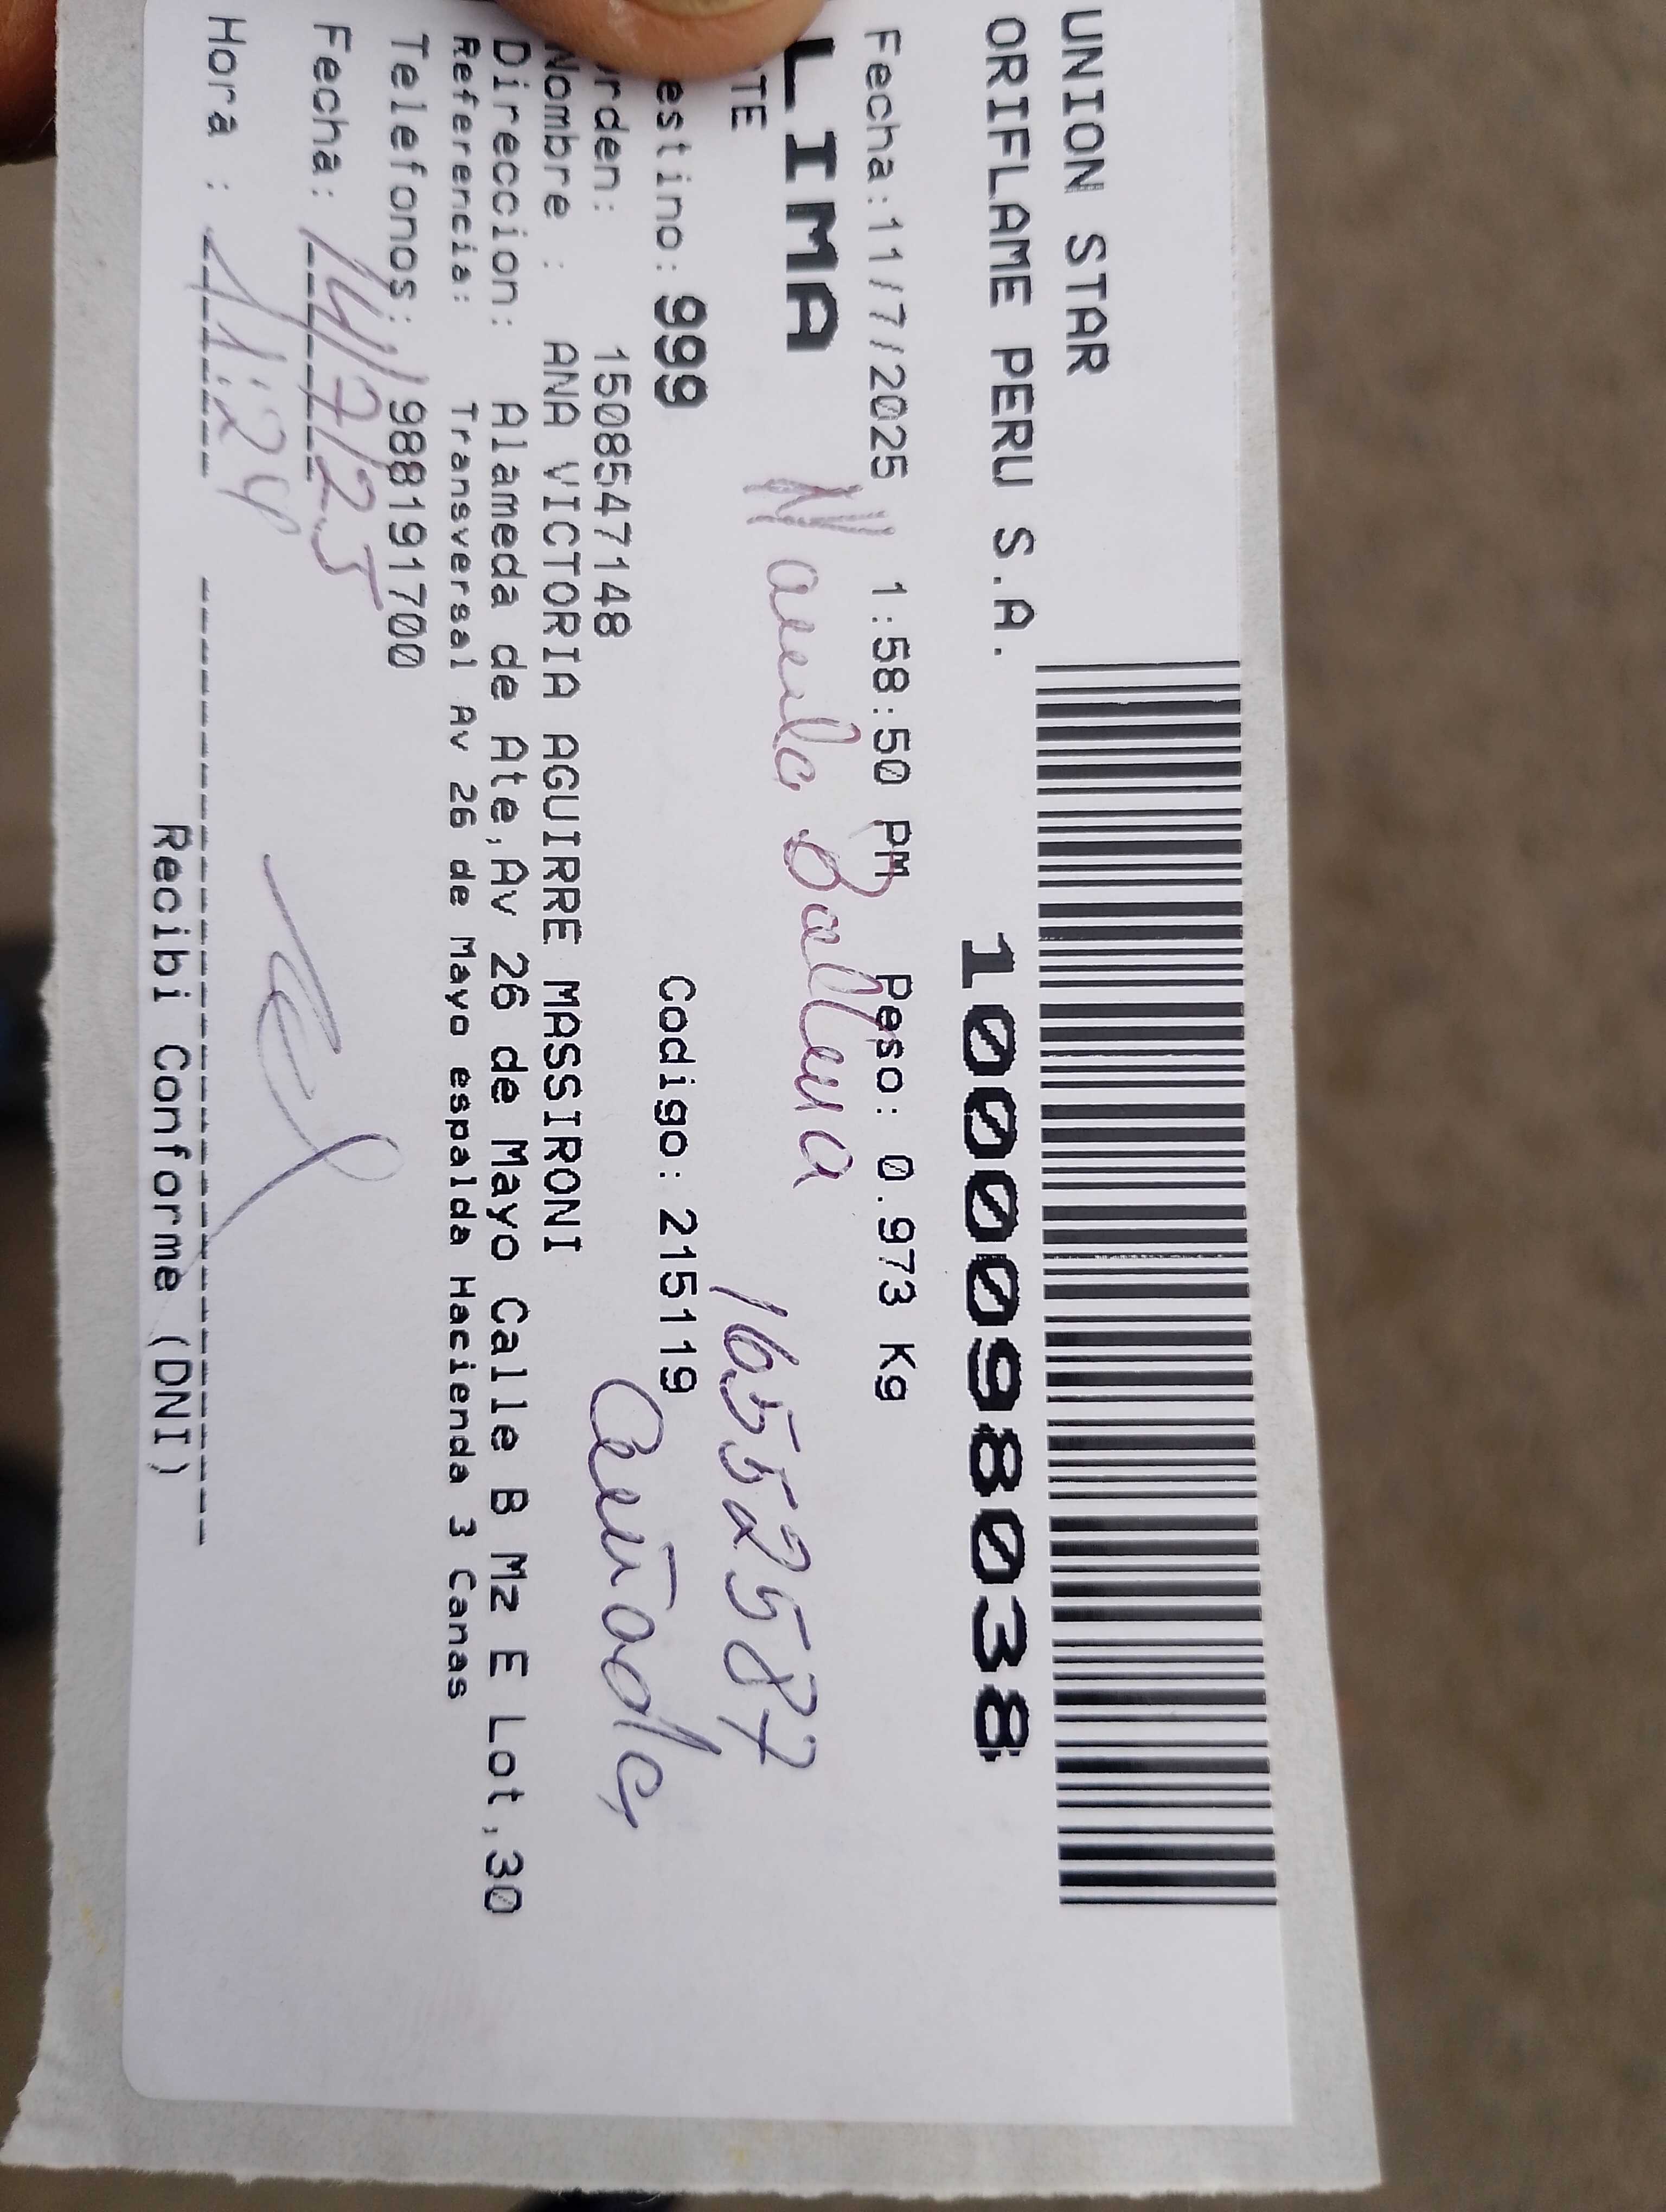 UNION STAR
ORIFLAME PERU S.A.
1000098038
Fecha:11/7/2025 1:58:50 PM Peso: 0.973 Kg
LIMA
TE
16552587
estino: 999 Codigo: 215119
rden: 1508547148
Nombre : ANA VICTORIA AGUIRRE MASSIRONI
Direccion: Alameda de Ate,Av 26 de Mayo Calle B Mz E Lot,30
Referencia: Transversal Av 26 de Mayo espalda Hacienda 3 Canas
Telefonos: 988191700
Fecha: 14/7/25
Hora : 11:24
Recibi Conforme (DNI)